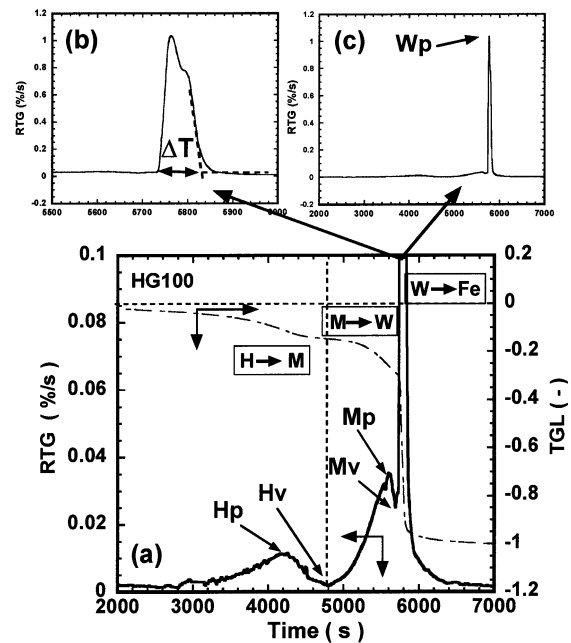 (b)
RTG (%/s)
1.2
1
0.8
0.6
0.4
0.2
0
-0.2
ΔT
5500 5600 5700 5800 5900 6000
(c)
Wp
RTG (%/s)
1.2
1
0.8
0.6
0.4
0.2
0
-0.2
2000 3000 4000 5000 6000 7000
HG100
W→Fe
M→W
H→M
Mp
Mv
Hp
Hv
(a)
RTG (%/s)
0.1
0.08
0.06
0.04
0.02
0
TGL (-)
0.2
0
-0.2
-0.4
-0.6
-0.8
-1
-1.2
2000 3000 4000 5000 6000 7000
Time (s)